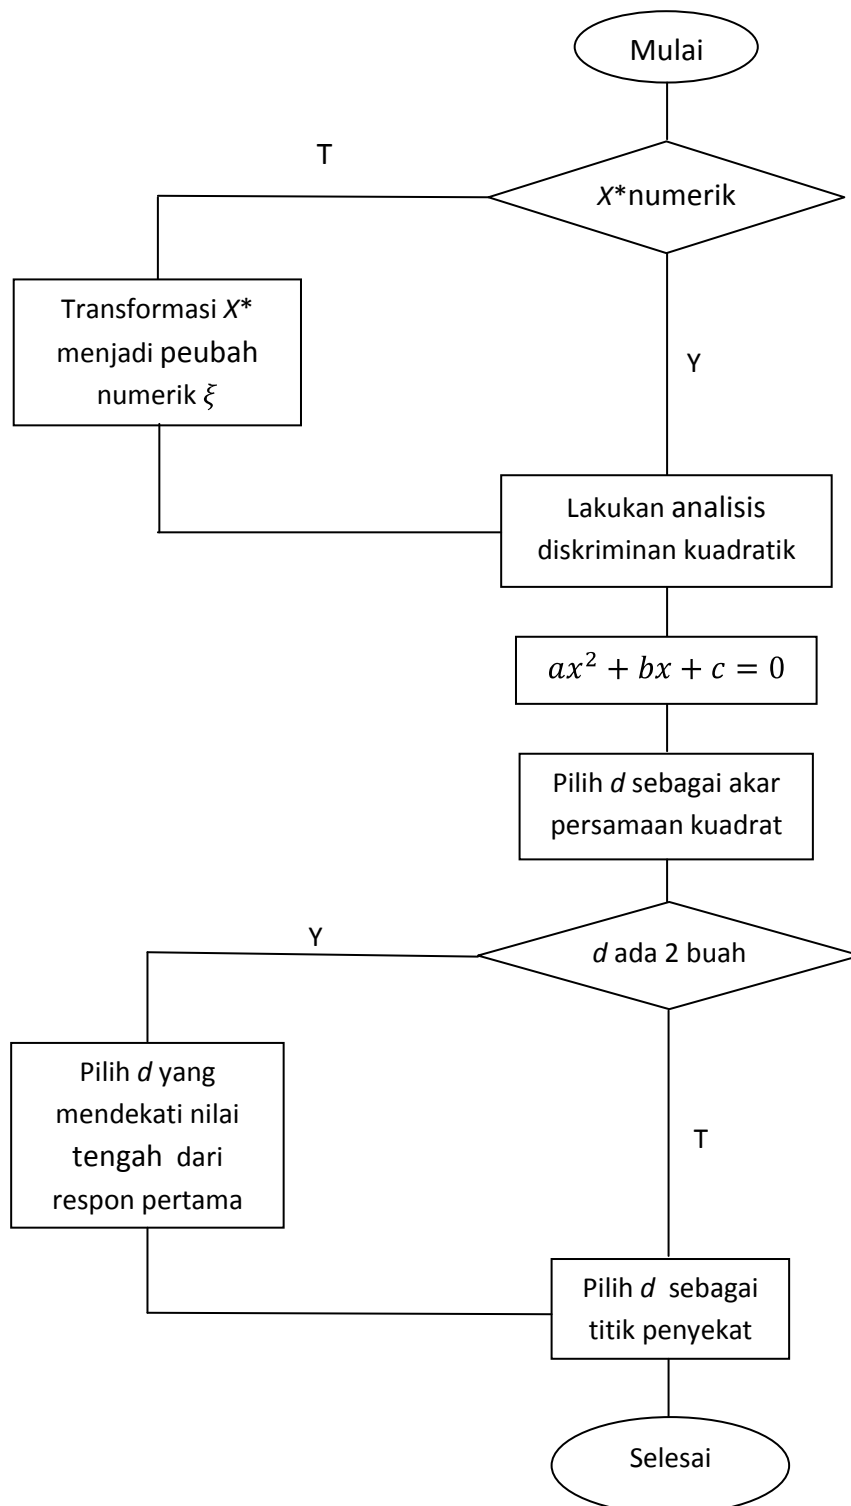 Mulai
T
X*numerik
Transformasi X*
menjadi peubah
numerik ξ
Y
Lakukan analisis
diskriminan kuadratik
ax² + bx + c = 0
Pilih d sebagai akar
persamaan kuadrat
Y
d ada 2 buah
Pilih d yang
mendekati nilai
tengah dari
respon pertama
T
Pilih d sebagai
titik penyekat
Selesai